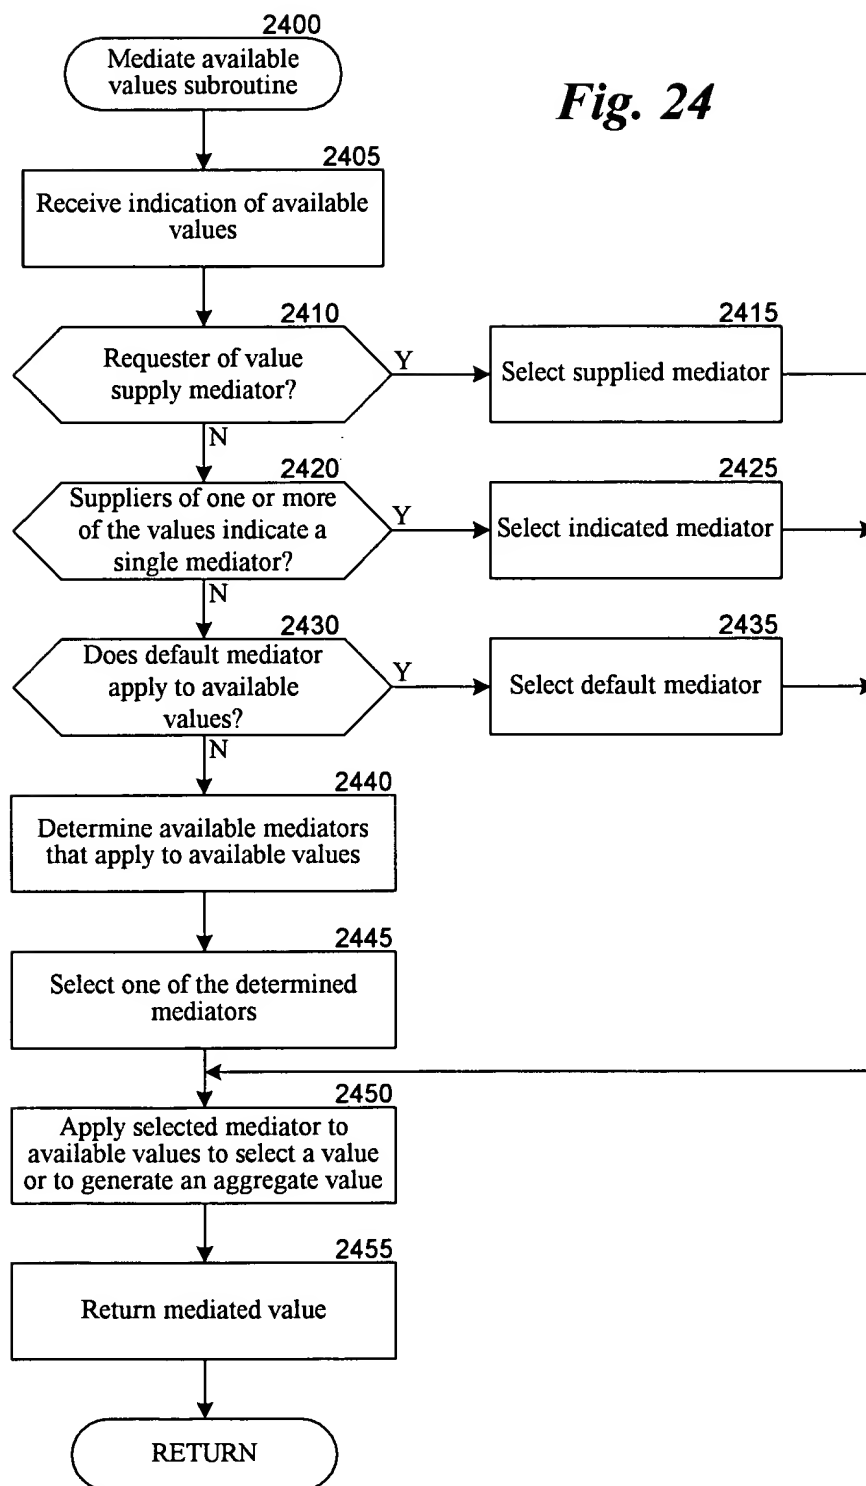 2400
Mediate available
values subroutine
Fig. 24
2405
Receive indication of available
values
2410
Requester of value
supply mediator?
Y
N
2415
Select supplied mediator
2420
Suppliers of one or more
of the values indicate a
single mediator?
Y
N
2425
Select indicated mediator
2430
Does default mediator
apply to available
values?
Y
N
2435
Select default mediator
2440
Determine available mediators
that apply to available values
2445
Select one of the determined
mediators
2450
Apply selected mediator to
available values to select a value
or to generate an aggregate value
2455
Return mediated value
RETURN